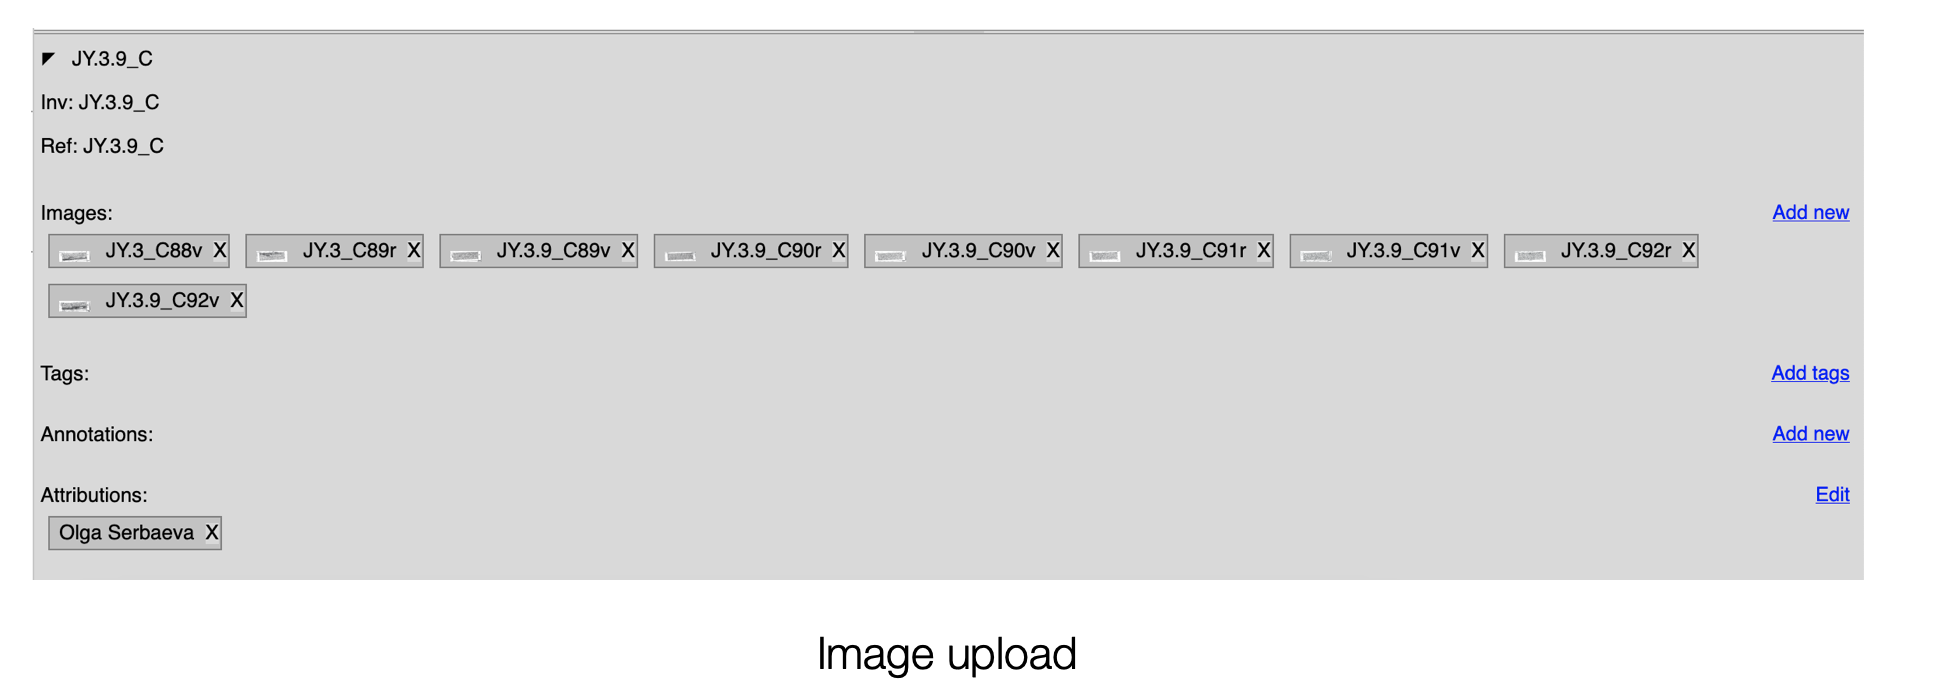 JY.3.9_C
Inv: JY.3.9_C
Ref: JY.3.9_C
Images: Add new
JY.3_C88v X JY.3_C89r X JY.3.9_C89v X JY.3.9_C90r X JY.3.9_C90v X JY.3.9_C91r X JY.3.9_C91v X JY.3.9_C92r X
JY.3.9_C92v X
Tags: Add tags
Annotations: Add new
Attributions: Edit
Olga Serbaeva X
Image upload